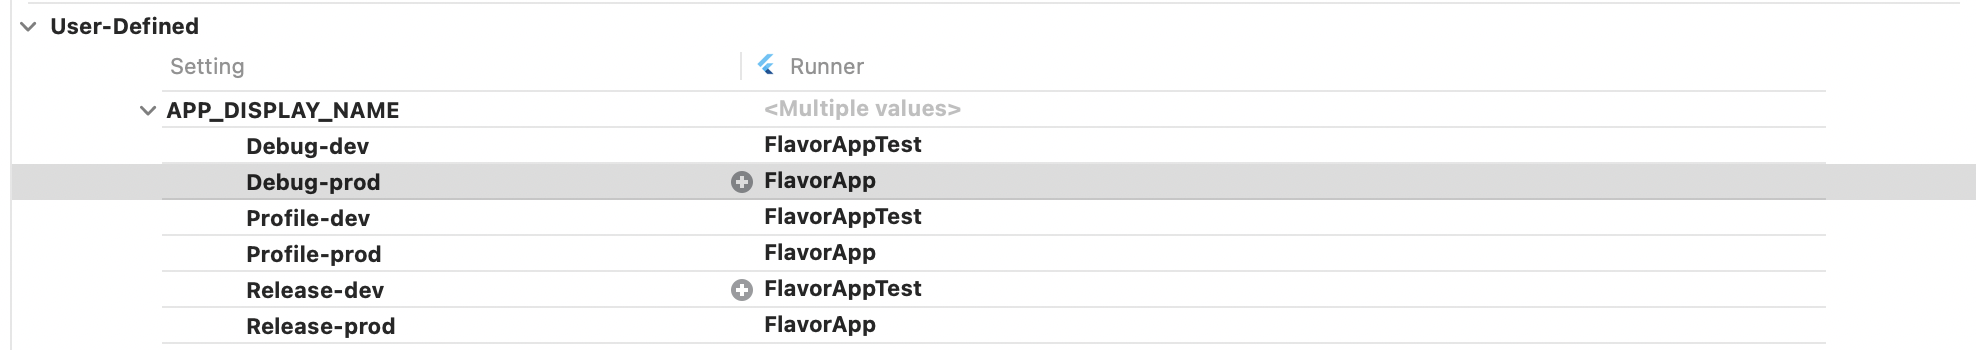 User-Defined
Setting Runner
APP_DISPLAY_NAME <Multiple values>
Debug-dev FlavorAppTest
Debug-prod FlavorApp
Profile-dev FlavorAppTest
Profile-prod FlavorApp
Release-dev FlavorAppTest
Release-prod FlavorApp